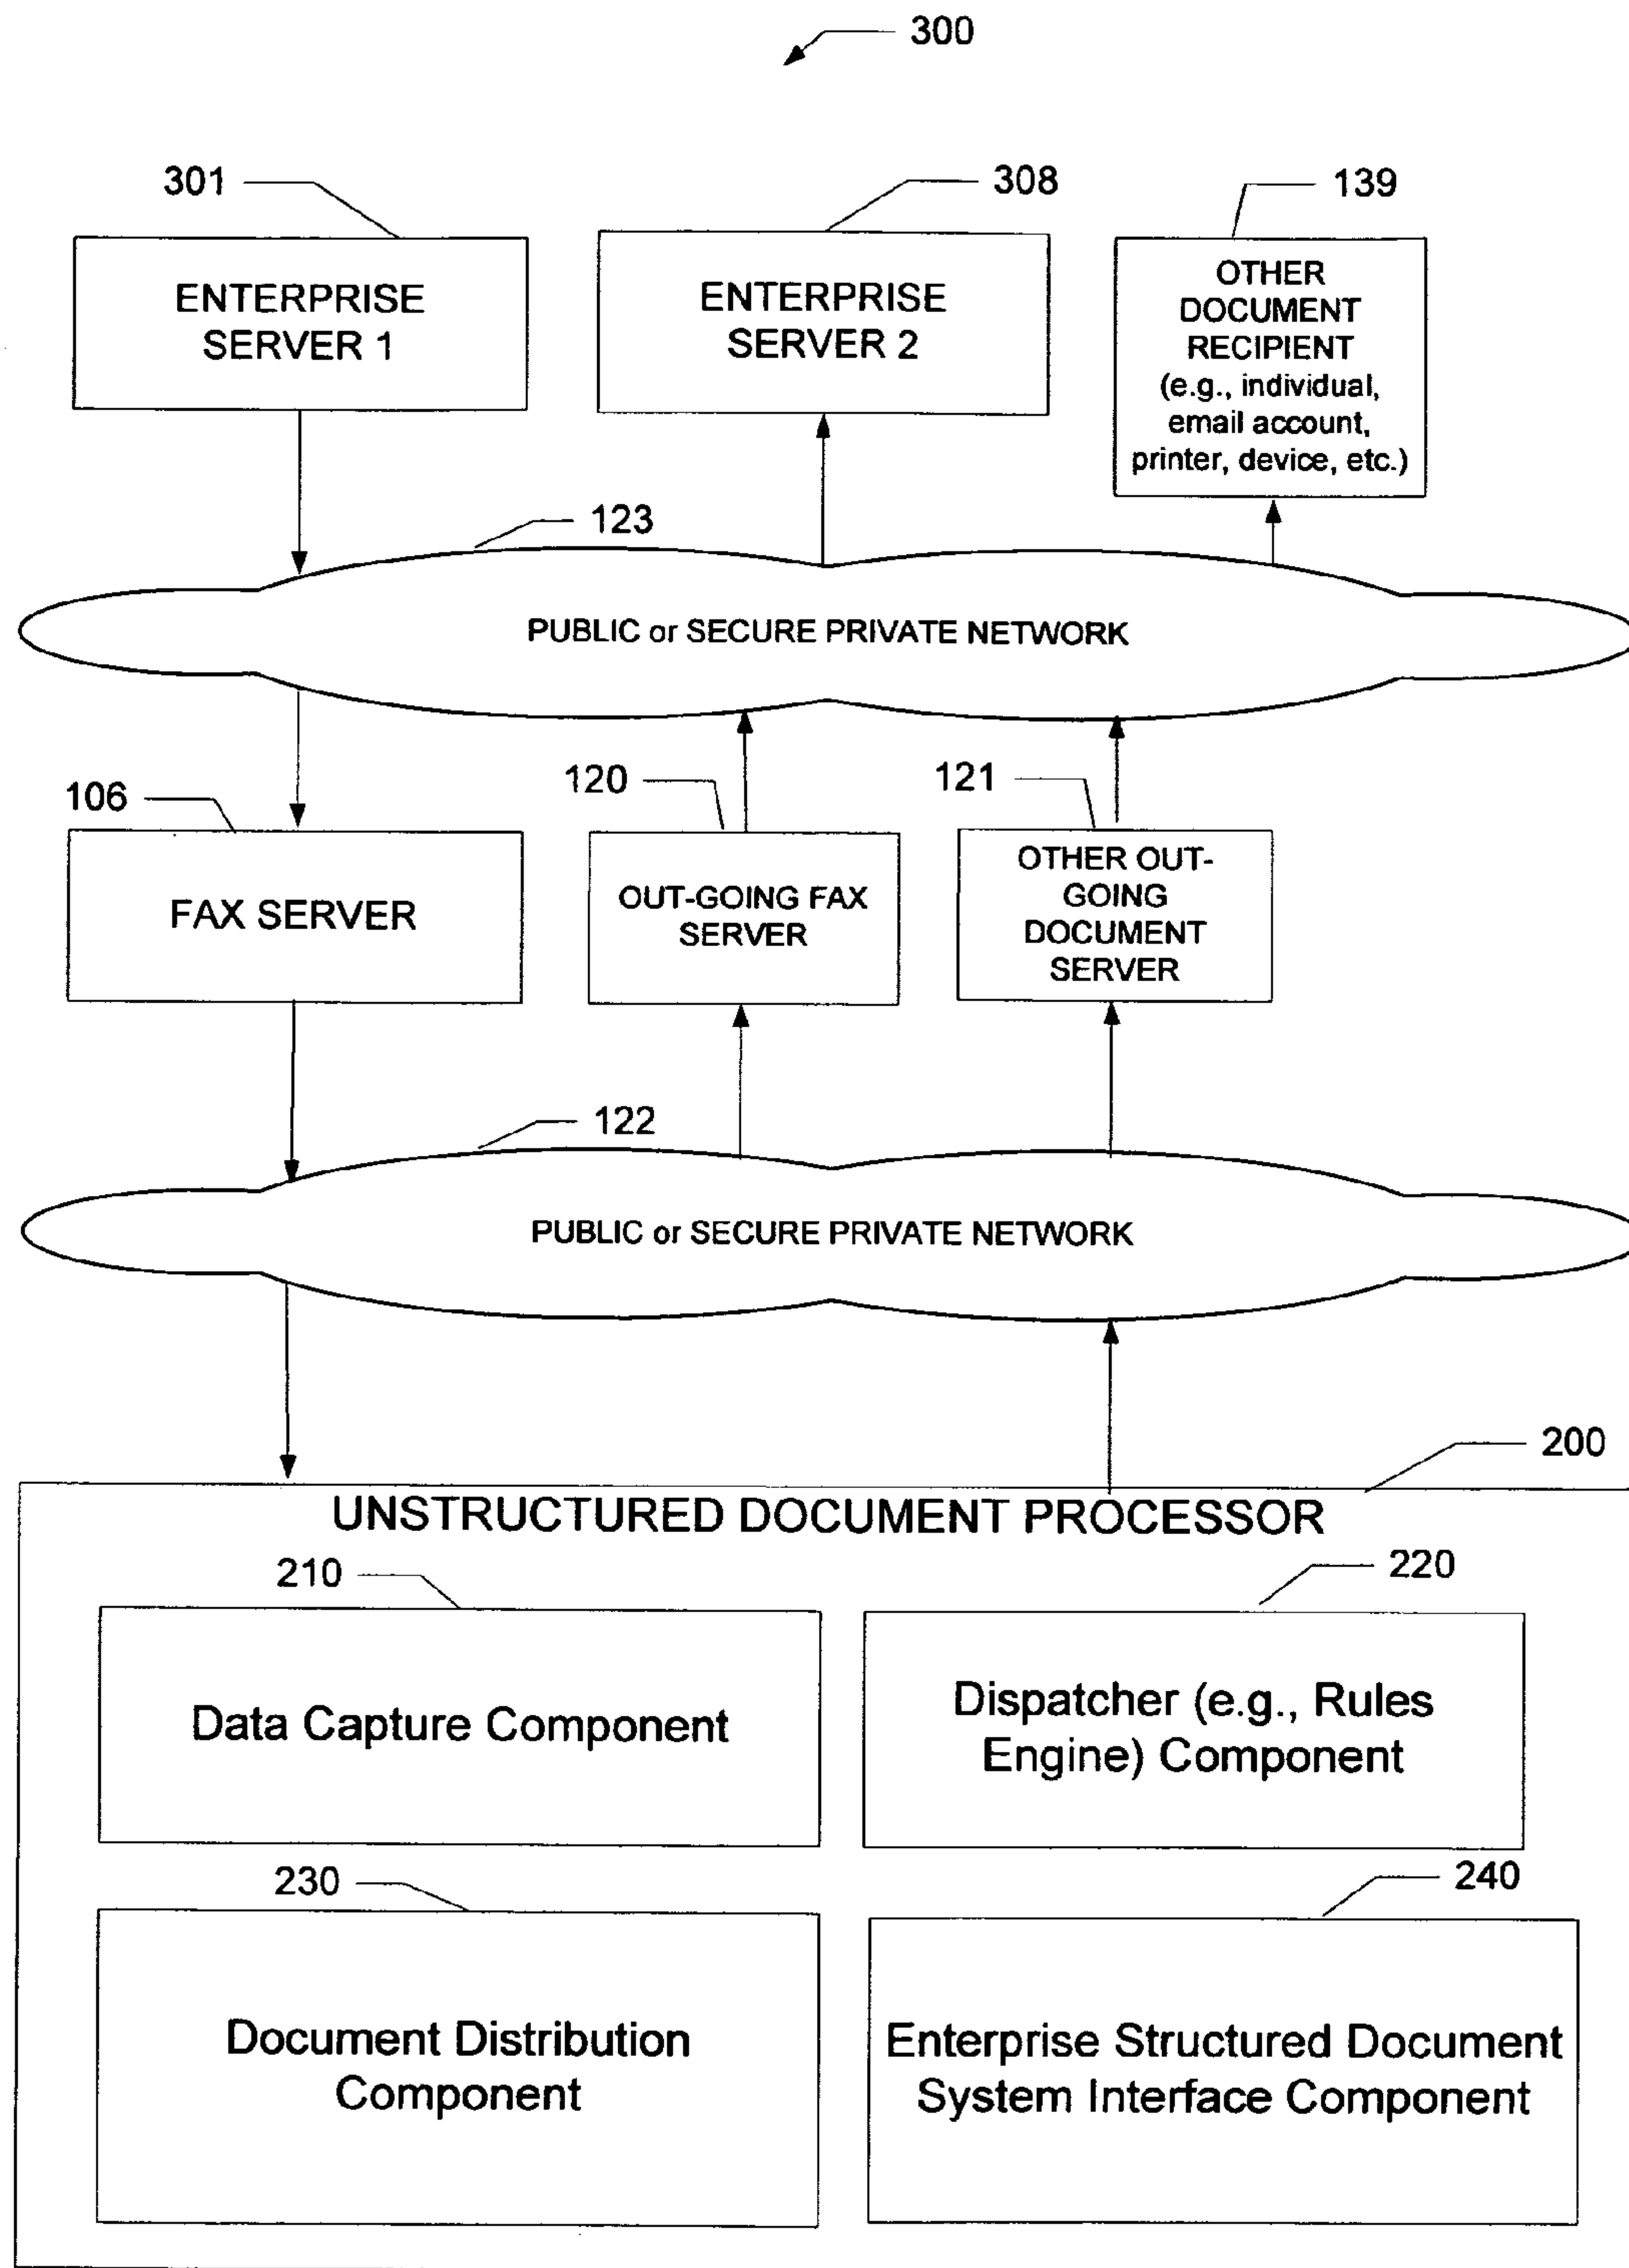 300
301
308
139
ENTERPRISE
SERVER 1
ENTERPRISE
SERVER 2
OTHER
DOCUMENT
RECIPIENT
(e.g., individual,
email account,
printer, device, etc.)
123
PUBLIC or SECURE PRIVATE NETWORK
106
120
121
FAX SERVER
OUT-GOING FAX
SERVER
OTHER OUT-
GOING
DOCUMENT
SERVER
122
PUBLIC or SECURE PRIVATE NETWORK
200
UNSTRUCTURED DOCUMENT PROCESSOR
210
220
Data Capture Component
Dispatcher (e.g., Rules
Engine) Component
230
240
Document Distribution
Component
Enterprise Structured Document
System Interface Component